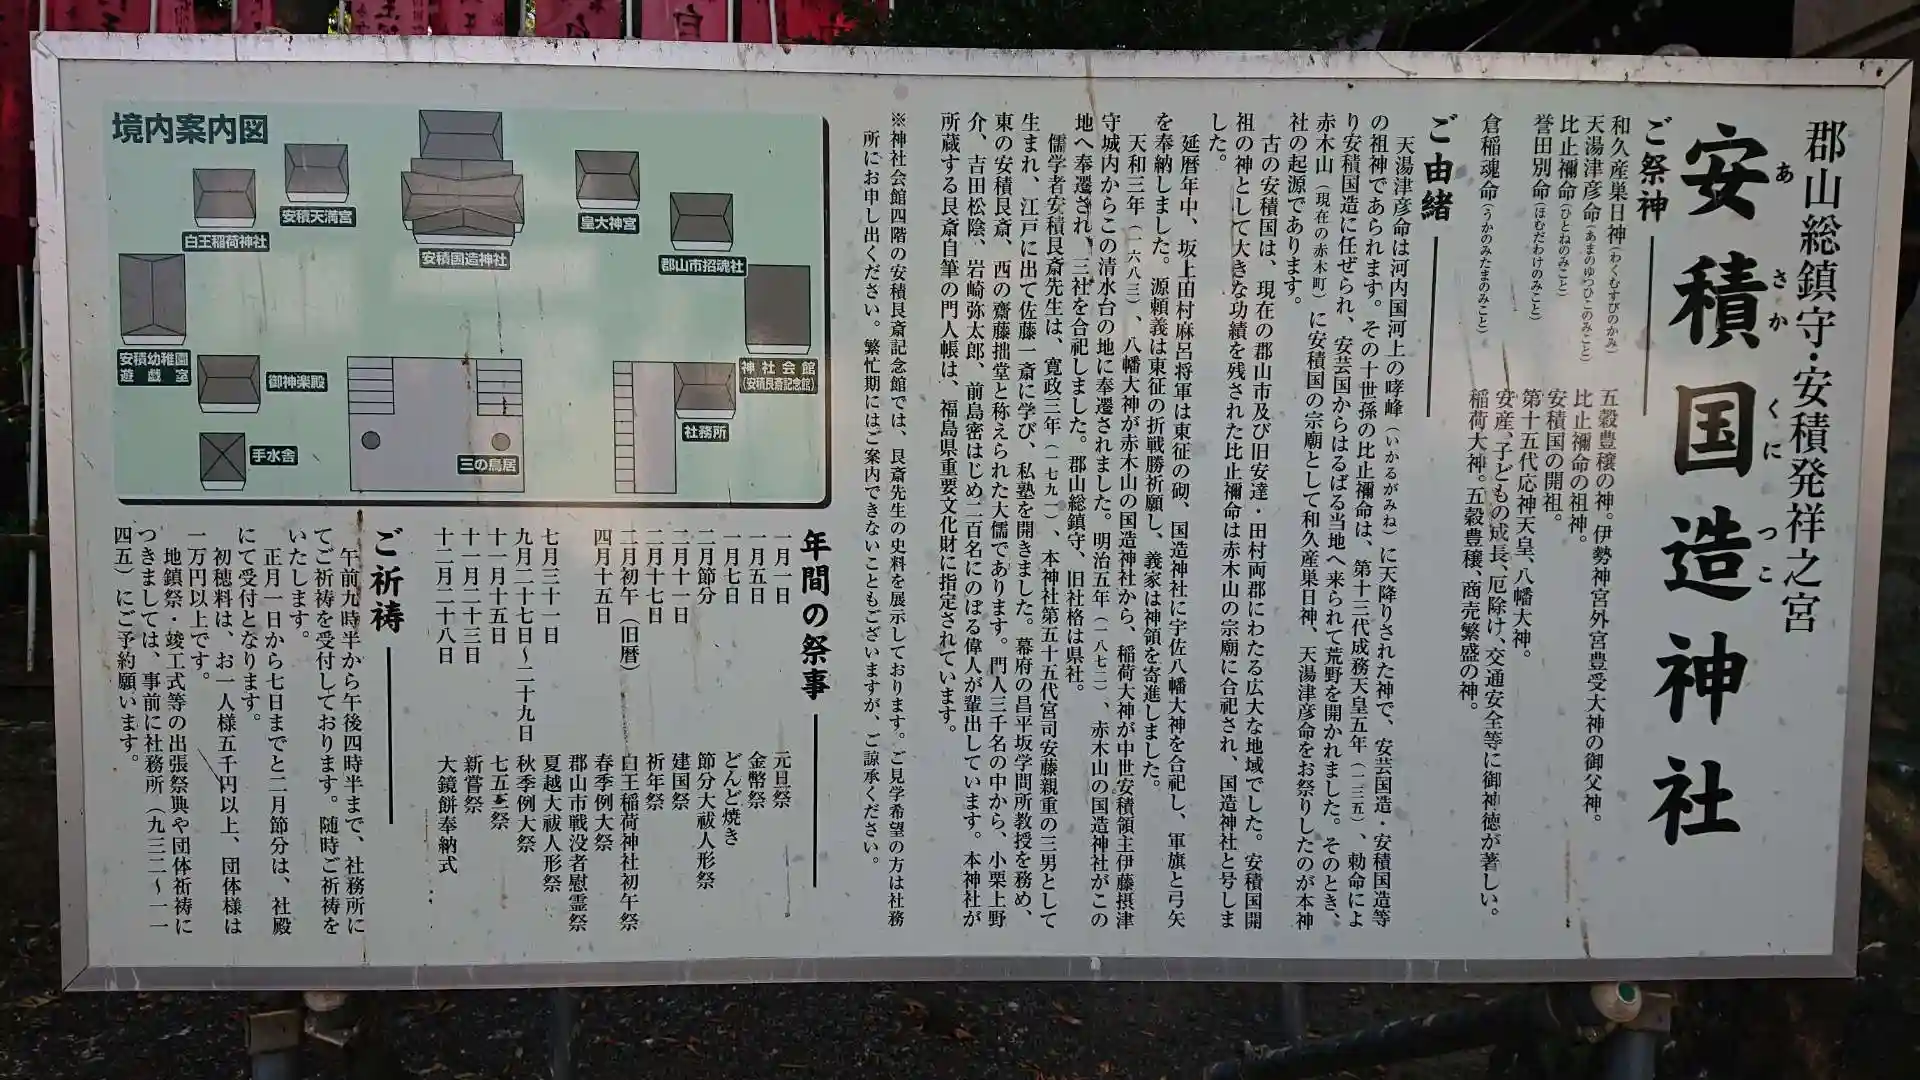 郡山総鎮守・安積発祥之宮
安積国造神社
あさかくにつこ
ご祭神
和久産巣日神(わくむすびのかみ)
五穀豊穣の神。伊勢神宮外宮豊受大神の御父神。
天湯津彦命(あまのゆつひこのみこと)
比止禰命の祖神。
比止禰命(ひとねのみこと)
安積国の開祖。
誉田別命(ほむだわけのみこと)
第十五代応神天皇、八幡大神。
安産、子どもの成長、厄除け、交通安全等に御神徳が著しい。
倉稲魂命(うかのみたまのみこと)
稲荷大神。五穀豊穣、商売繁盛の神。
ご由緒
天湯津彦命は河内国河上の哮峰(いかるがみね)に天降りされた神で、安芸国造・安積国造等
の祖神であられます。その十世孫の比止禰命は、第十三代成務天皇五年(一三五)、勅命によ
り安積国造に任ぜられ、安芸国からはるばる当地へ来られて荒野を開かれました。そのとき、
赤木山(現在の赤木町)に安積国の宗廟として和久産巣日神、天湯津彦命をお祭りしたのが本神
社の起源であります。
古の安積国は、現在の郡山市及び旧安達・田村両郡にわたる広大な地域でした。安積国開
祖の神として大きな功績を残された比止禰命は赤木山の宗廟に合祀され、国造神社と号しま
した。
延暦年中、坂上田村麻呂将軍は東征の砌、国造神社に宇佐八幡大神を合祀し、軍旗と弓矢
を奉納しました。源頼義は東征の折戦勝祈願し、義家は神領を寄進しました。
天和三年(一六八三)、八幡大神が赤木山の国造神社から、稲荷大神が中世安積領主伊藤摂津
守城内からこの清水台の地に奉遷されました。明治五年(一八七二)、赤木山の国造神社がこの
地へ奉遷され、三社を合祀しました。郡山総鎮守、旧社格は県社。
儒学者安積艮斎先生は、寛政三年(一七九一)、本神社第五十五代宮司安藤親重の三男として
生まれ、江戸に出て佐藤一斎に学び、私塾を開きました。幕府の昌平坂学問所教授を務め、
東の安積艮斎、西の齋藤拙堂と称えられた大儒であります。門人三千名の中から、小栗上野
介、吉田松陰、岩崎弥太郎、前島密はじめ二百名にのぼる偉人が輩出しています。本神社が
所蔵する艮斎自筆の門人帳は、福島県重要文化財に指定されています。
※神社会館四階の安積艮斎記念館では、艮斎先生の史料を展示しております。ご見学希望の方は社務
所にお申し出ください。繁忙期にはご案内できないこともございますが、ご諒承ください。
境内案内図
安積国造神社
皇大神宮
郡山市招魂社
神社会館
(安積艮斎記念館)
社務所
三の鳥居
安積天満宮
白王稲荷神社
安積幼稚園
遊戯室
御神楽殿
手水舎
年間の祭事
一月一日 元旦祭
一月五日 金幣祭
一月七日 どんど焼き
二月節分 節分大祓人形祭
二月十一日 建国祭
二月十七日 祈年祭
二月初午(旧暦) 白王稲荷神社初午祭
四月十五日 春季例大祭
郡山市戦没者慰霊祭
七月三十一日 夏越大祓人形祭
九月二十七日〜二十九日 秋季例大祭
十一月十五日 七五三祭
十一月二十三日 新嘗祭
十二月二十八日 大鏡餅奉納式
ご祈祷
午前九時半から午後四時半まで、社務所に
てご祈祷を受付しております。随時ご祈祷を
いたします。
正月一日から七日までと二月節分は、社殿
にて受付となります。
初穂料は、お一人様五千円以上、団体様は
一万円以上です。
地鎮祭・竣工式等の出張祭典や団体祈祷に
つきましては、事前に社務所(九三二〜一一
四五)にご予約願います。